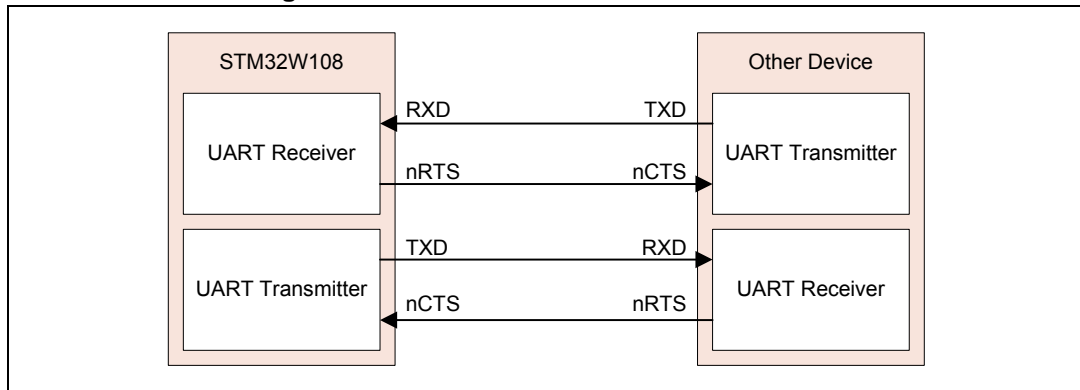 STM32W108
Other Device
RXD
TXD
UART Receiver
UART Transmitter
nRTS
nCTS
TXD
RXD
UART Transmitter
UART Receiver
nCTS
nRTS